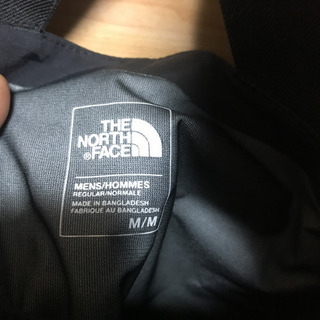 THE
NORTH
FACE
MENS/HOMMES
REGULAR/NORMALE
MADE IN BANGLADESH
FABRIQUÉ AU BANGLADESH
M/M